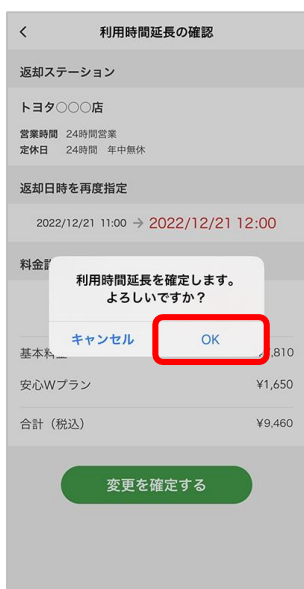 利用時間延長の確認
返却ステーション
トヨタ○○○店
営業時間 24時間営業
定休日 24時間 年中無休
返却日時を再度指定
2022/12/21 11:00 → 2022/12/21 12:00
料金
利用時間延長を確定します。
よろしいですか？
キャンセル OK
基本料 ,810
安心Wプラン ¥1,650
合計（税込） ¥9,460
変更を確定する